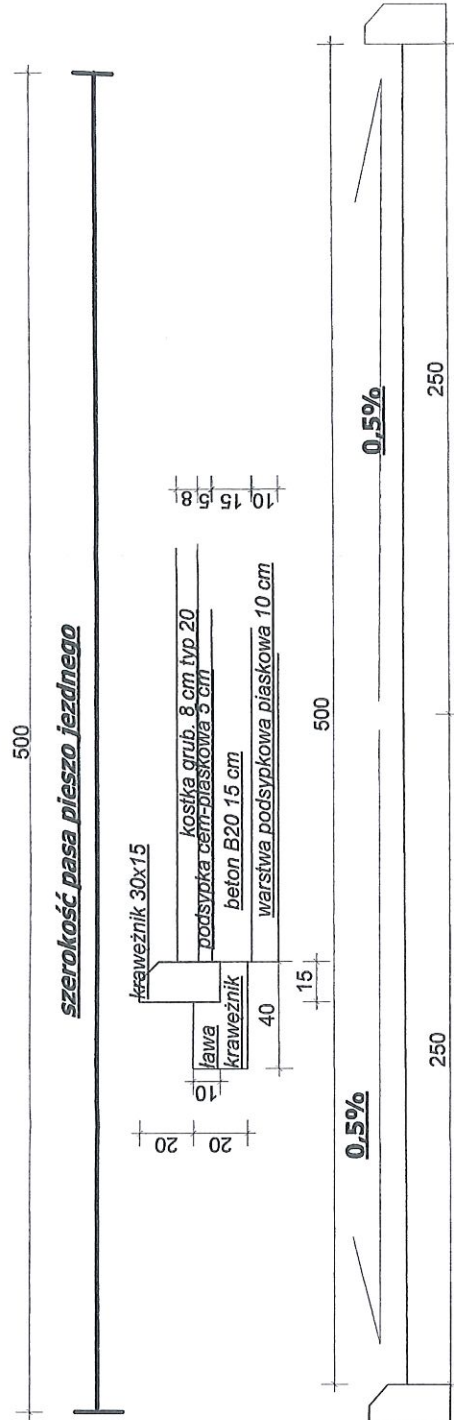 500
szerokość pasa pieszo jezdnego
krawężnik 30x15
kostka grub. 8 cm typ 20
podsypka cem-piaskowa 5 cm
beton B20 15 cm
warstwa podsypkowa piaskowa 10 cm
ława
krawężnik
20
20
10
40
15
8
5
15
10
500
0,5%
0,5%
250
250